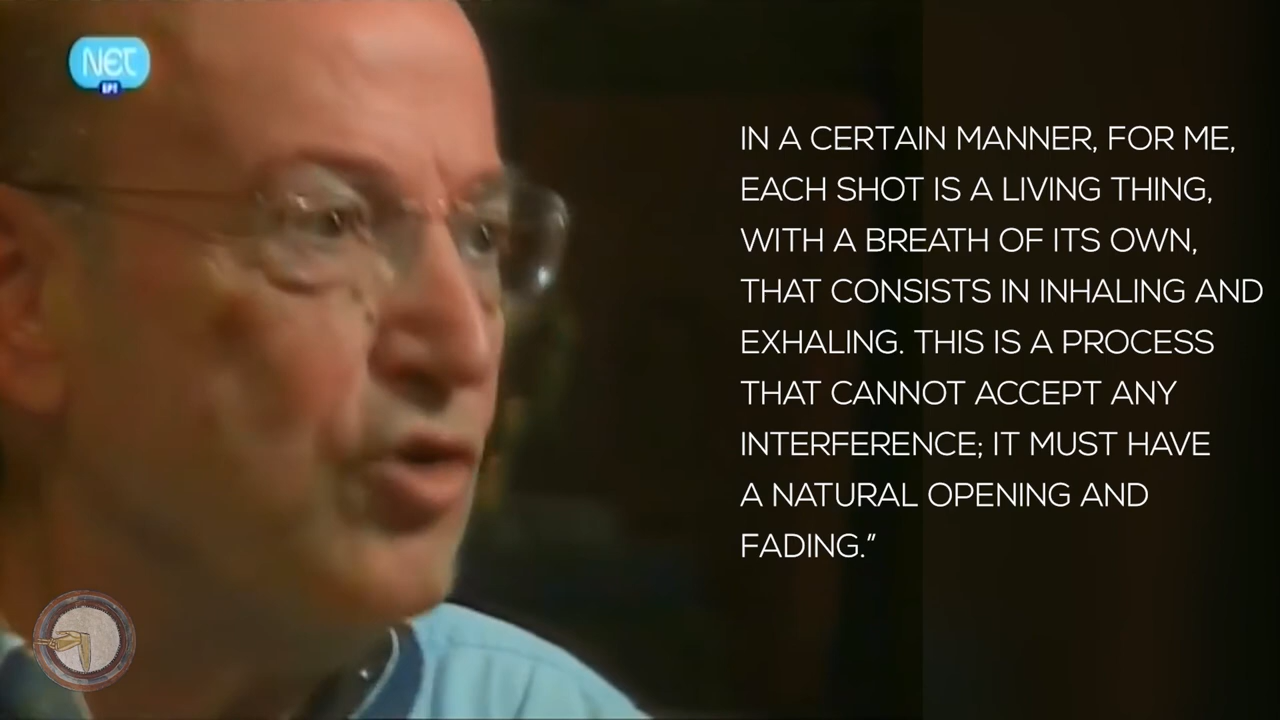 NET
ΕΡΤ
IN A CERTAIN MANNER, FOR ME,
EACH SHOT IS A LIVING THING,
WITH A BREATH OF ITS OWN,
THAT CONSISTS IN INHALING AND
EXHALING. THIS IS A PROCESS
THAT CANNOT ACCEPT ANY
INTERFERENCE; IT MUST HAVE
A NATURAL OPENING AND
FADING.”